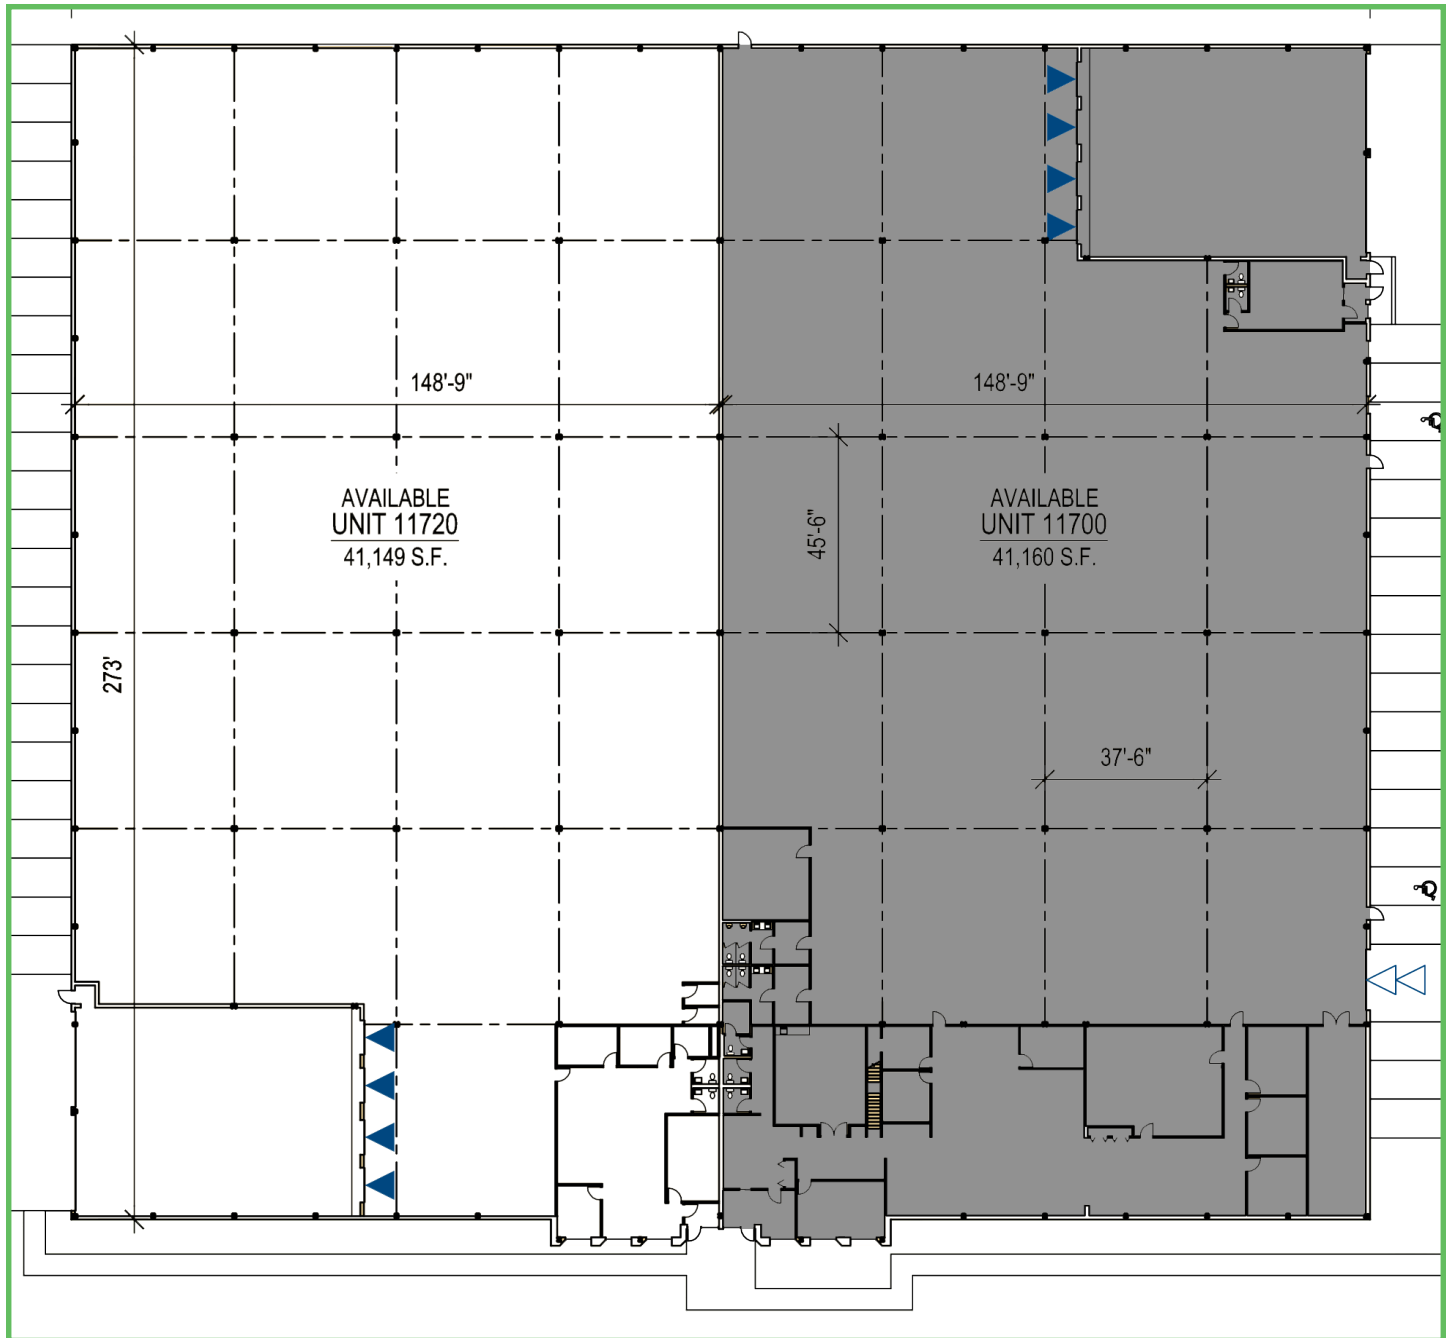 148'-9"
148'-9"
AVAILABLE
UNIT 11720
41,149 S.F.
AVAILABLE
UNIT 11700
41,160 S.F.
45'-6"
273'
37'-6"